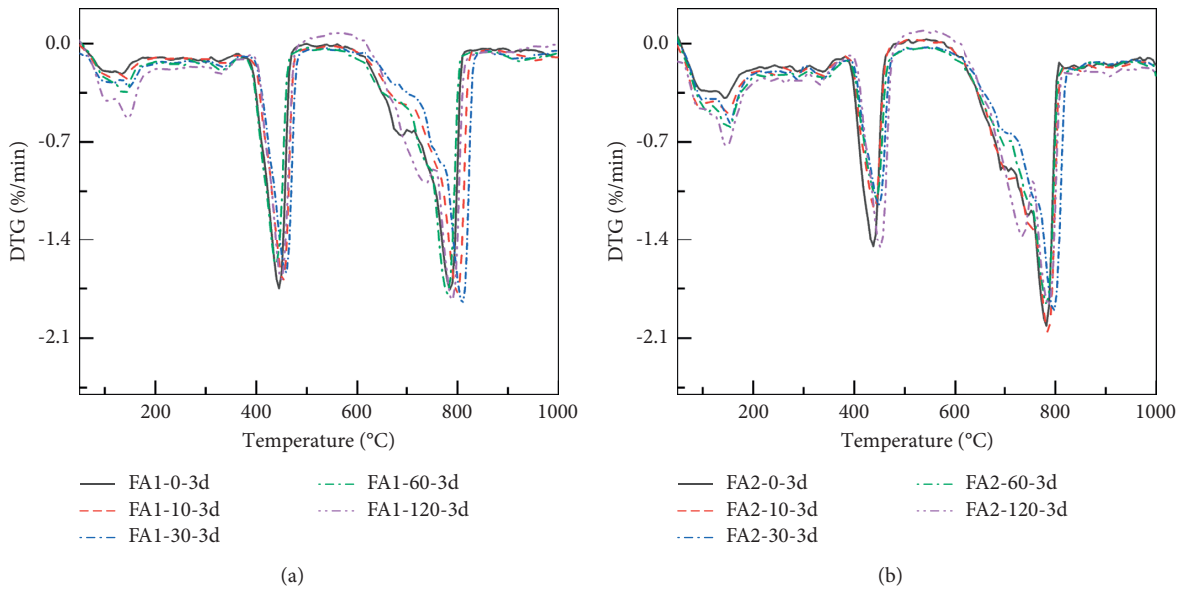 0.0
-0.7
-1.4
-2.1
DTG (%/min)
200 400 600 800 1000
Temperature (°C)
FA1-0-3d
FA1-10-3d
FA1-30-3d
FA1-60-3d
FA1-120-3d
(a)
0.0
-0.7
-1.4
-2.1
DTG (%/min)
200 400 600 800 1000
Temperature (°C)
FA2-0-3d
FA2-10-3d
FA2-30-3d
FA2-60-3d
FA2-120-3d
(b)